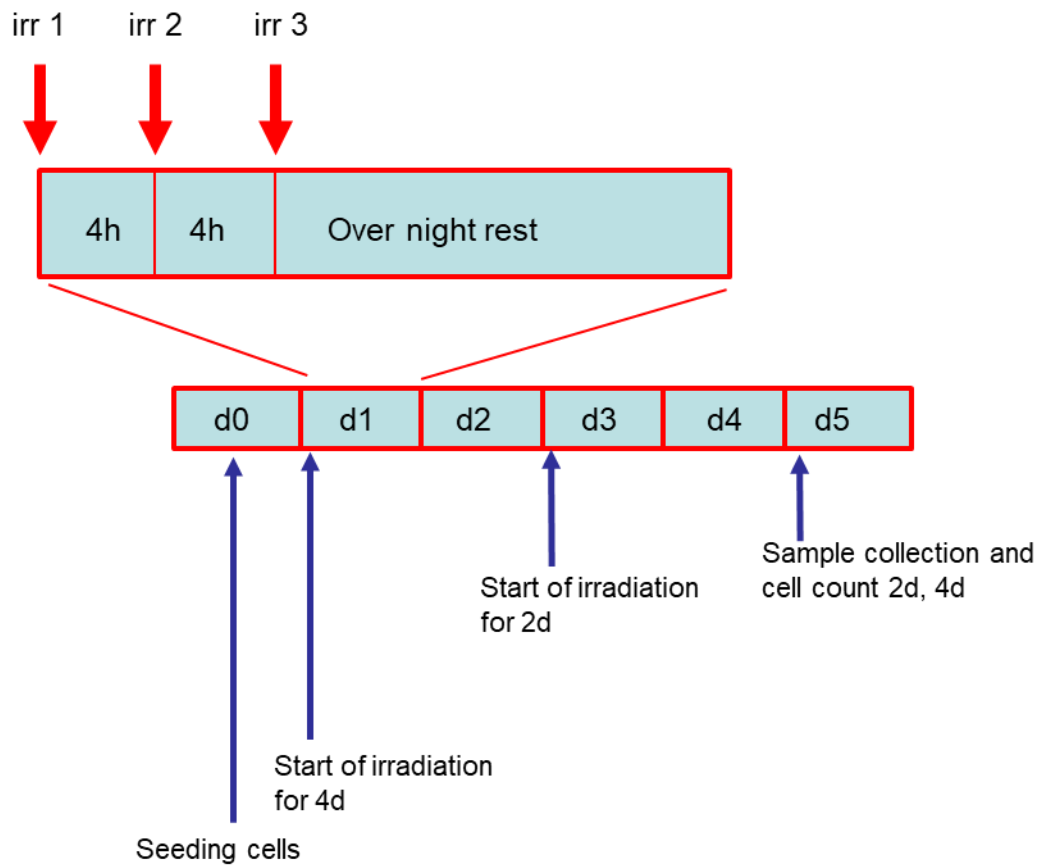 irr 1 irr 2 irr 3
4h 4h Over night rest
d0 d1 d2 d3 d4 d5
Sample collection and
cell count 2d, 4d
Start of irradiation
for 2d
Start of irradiation
for 4d
Seeding cells